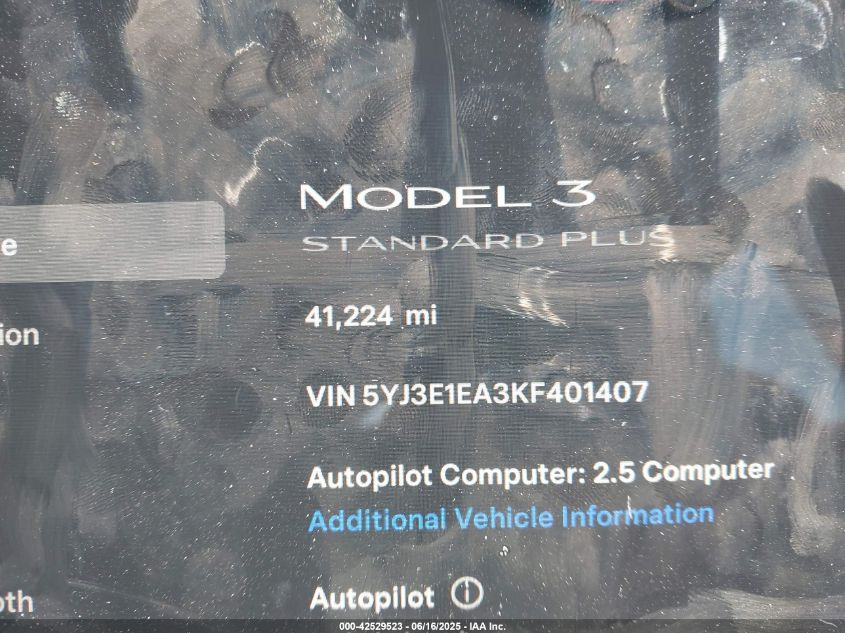 MODEL 3
STANDARD PLUS
e
41,224 mi
ion
VIN 5YJ3E1EA3KF401407
Autopilot Computer: 2.5 Computer
Additional Vehicle Information
Autopilot
oth
000-42529523 - 06/16/2025 - IAA Inc.